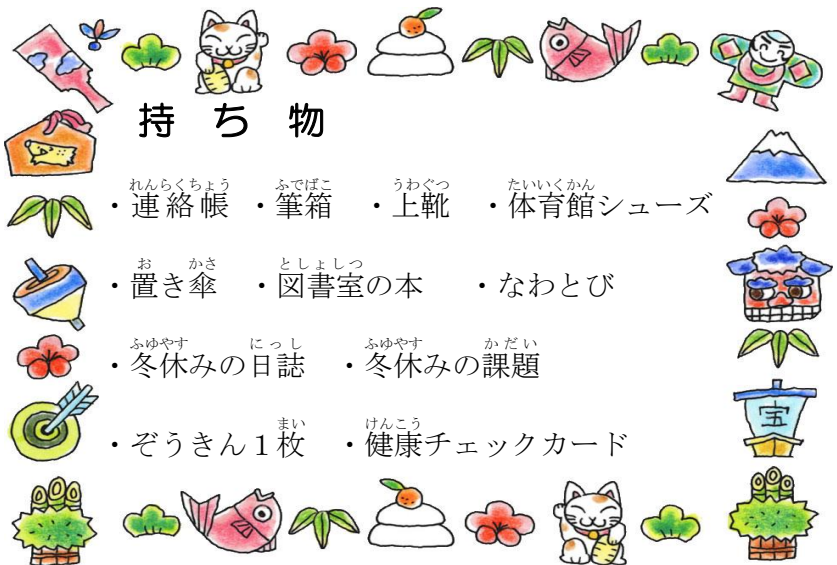 持ち物
・連絡帳 ・筆箱 ・上靴 ・体育館シューズ
・置き傘 ・図書室の本 ・なわとび
・冬休みの日誌 ・冬休みの課題
・ぞうきん1枚 ・健康チェックカード
宝